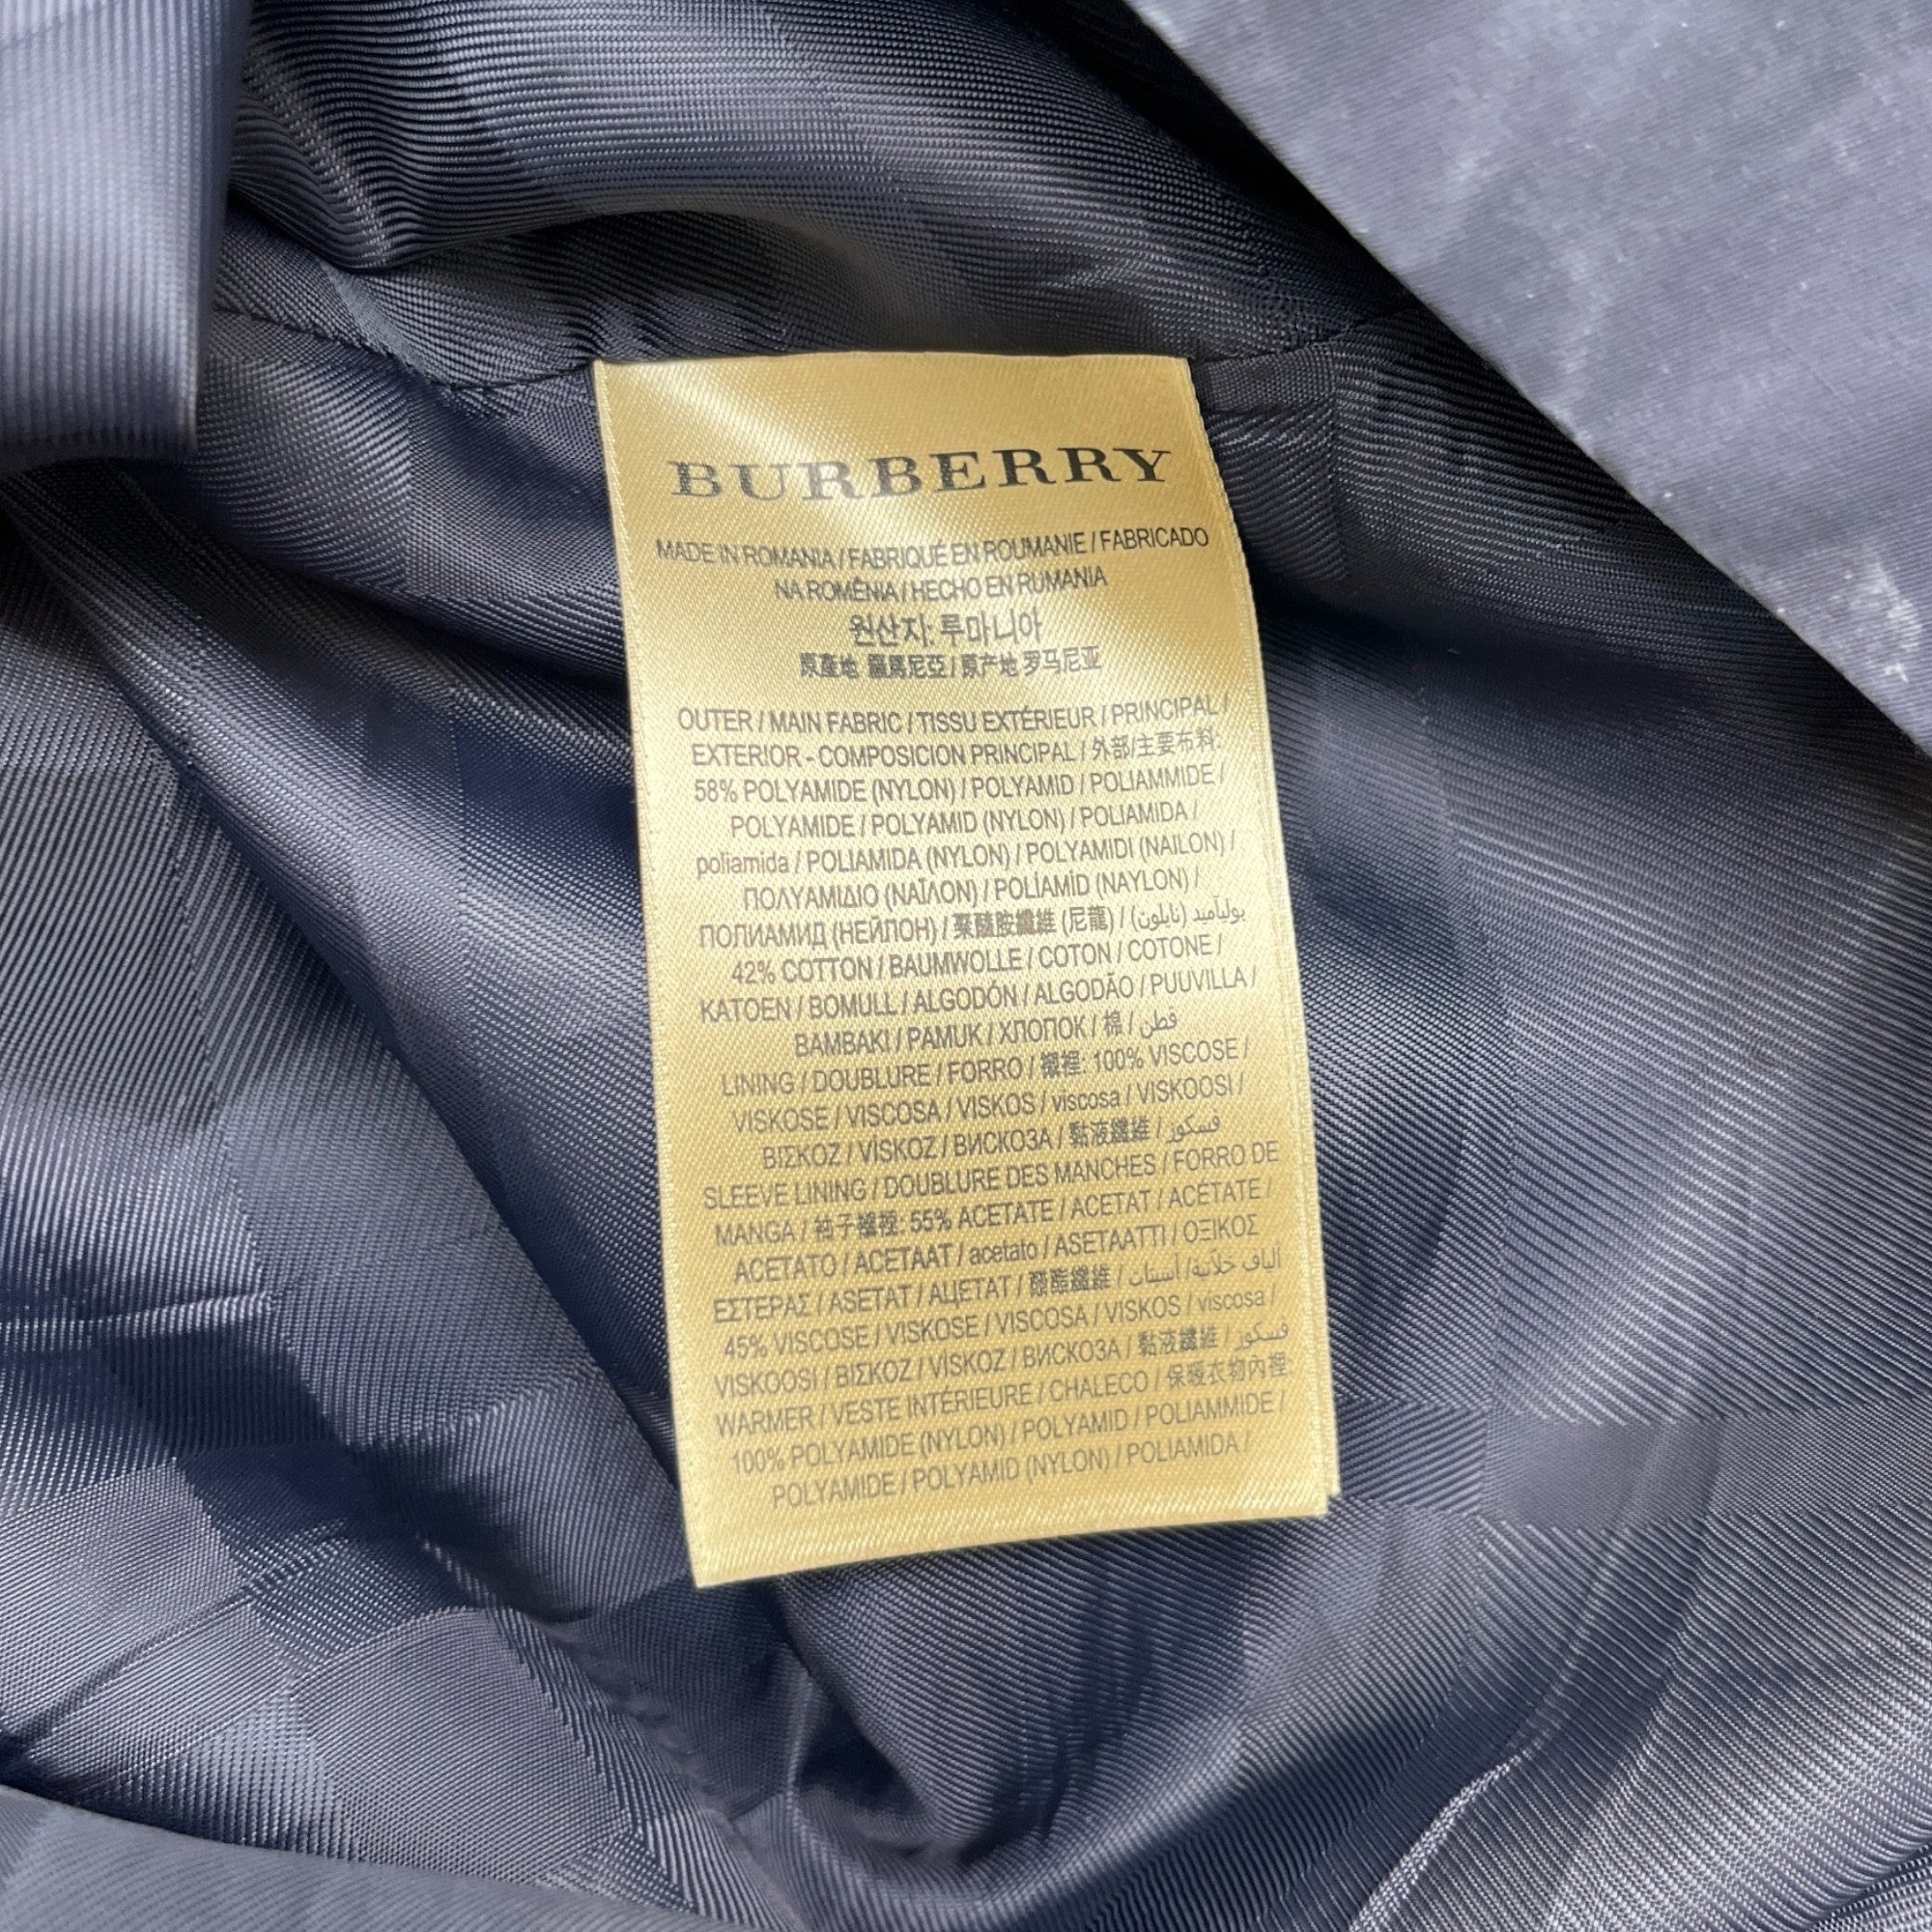 BURBERRY
MADE IN ROMANIA / FABRIQUÉ EN ROUMANIE / FABRICADO
NA ROMÊNIA / HECHO EN RUMANIA
원산지: 루마니아
原產地 羅馬尼亞 / 原产地 罗马尼亚
OUTER / MAIN FABRIC / TISSU EXTÉRIEUR / PRINCIPAL /
EXTERIOR - COMPOSICION PRINCIPAL / 外部/主要布料:
58% POLYAMIDE (NYLON) / POLYAMID / POLIAMMIDE /
POLYAMIDE / POLYAMID (NYLON) / POLIAMIDA /
poliamida / POLIAMIDA (NYLON) / POLYAMIDI (NAILON) /
ΠΟΛΥΑΜΙΔΙΟ (ΝΑΪΛΟΝ) / POLİAMİD (NAYLON) /
ПОЛИАМИД (НЕЙЛОН) / 聚醯胺纖維 (尼龍) / بوليآميد (نايلون)
42% COTTON / BAUMWOLLE / COTON / COTONE /
KATOEN / BOMULL / ALGODÓN / ALGODÃO / PUUVILLA /
BAMBAKI / PAMUK / ХЛОПОК / 棉 / قطن
LINING / DOUBLURE / FORRO / 襯裡: 100% VISCOSE /
VISKOSE / VISCOSA / VISKOS / viscosa / VISKOOSI /
ΒΙΣΚΟΖ / VİSKOZ / ВИСКОЗА / 黏液纖維 / فسكوز
SLEEVE LINING / DOUBLURE DES MANCHES / FORRO DE
MANGA / 袖子襯裡: 55% ACETATE / ACETAT / ACÉTATE /
ACETATO / ACETAAT / acetato / ASETAATTI / ΟΞΙΚΟΣ
ΕΣΤΕΡΑΣ / ASETAT / АЦЕТАТ / 醋酯纖維 / ألياف خلاّتية/ أسيتات
45% VISCOSE / VISKOSE / VISCOSA / VISKOS / viscosa /
VISKOOSI / ΒΙΣΚΟΖ / VİSKOZ / ВИСКОЗА / 黏液纖維 / فسكوز
WARMER / VESTE INTÉRIEURE / CHALECO / 保暖衣物內裡:
100% POLYAMIDE (NYLON) / POLYAMID / POLIAMMIDE /
POLYAMIDE / POLYAMID (NYLON) / POLIAMIDA /